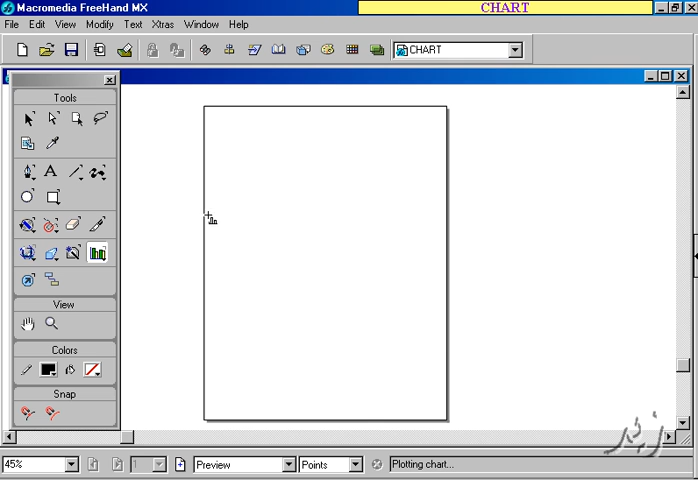 Macromedia FreeHand MX
CHART
File Edit View Modify Text Xtras Window Help
CHART
Tools
View
Colors
Snap
45%
1
Preview
Points
Plotting chart...